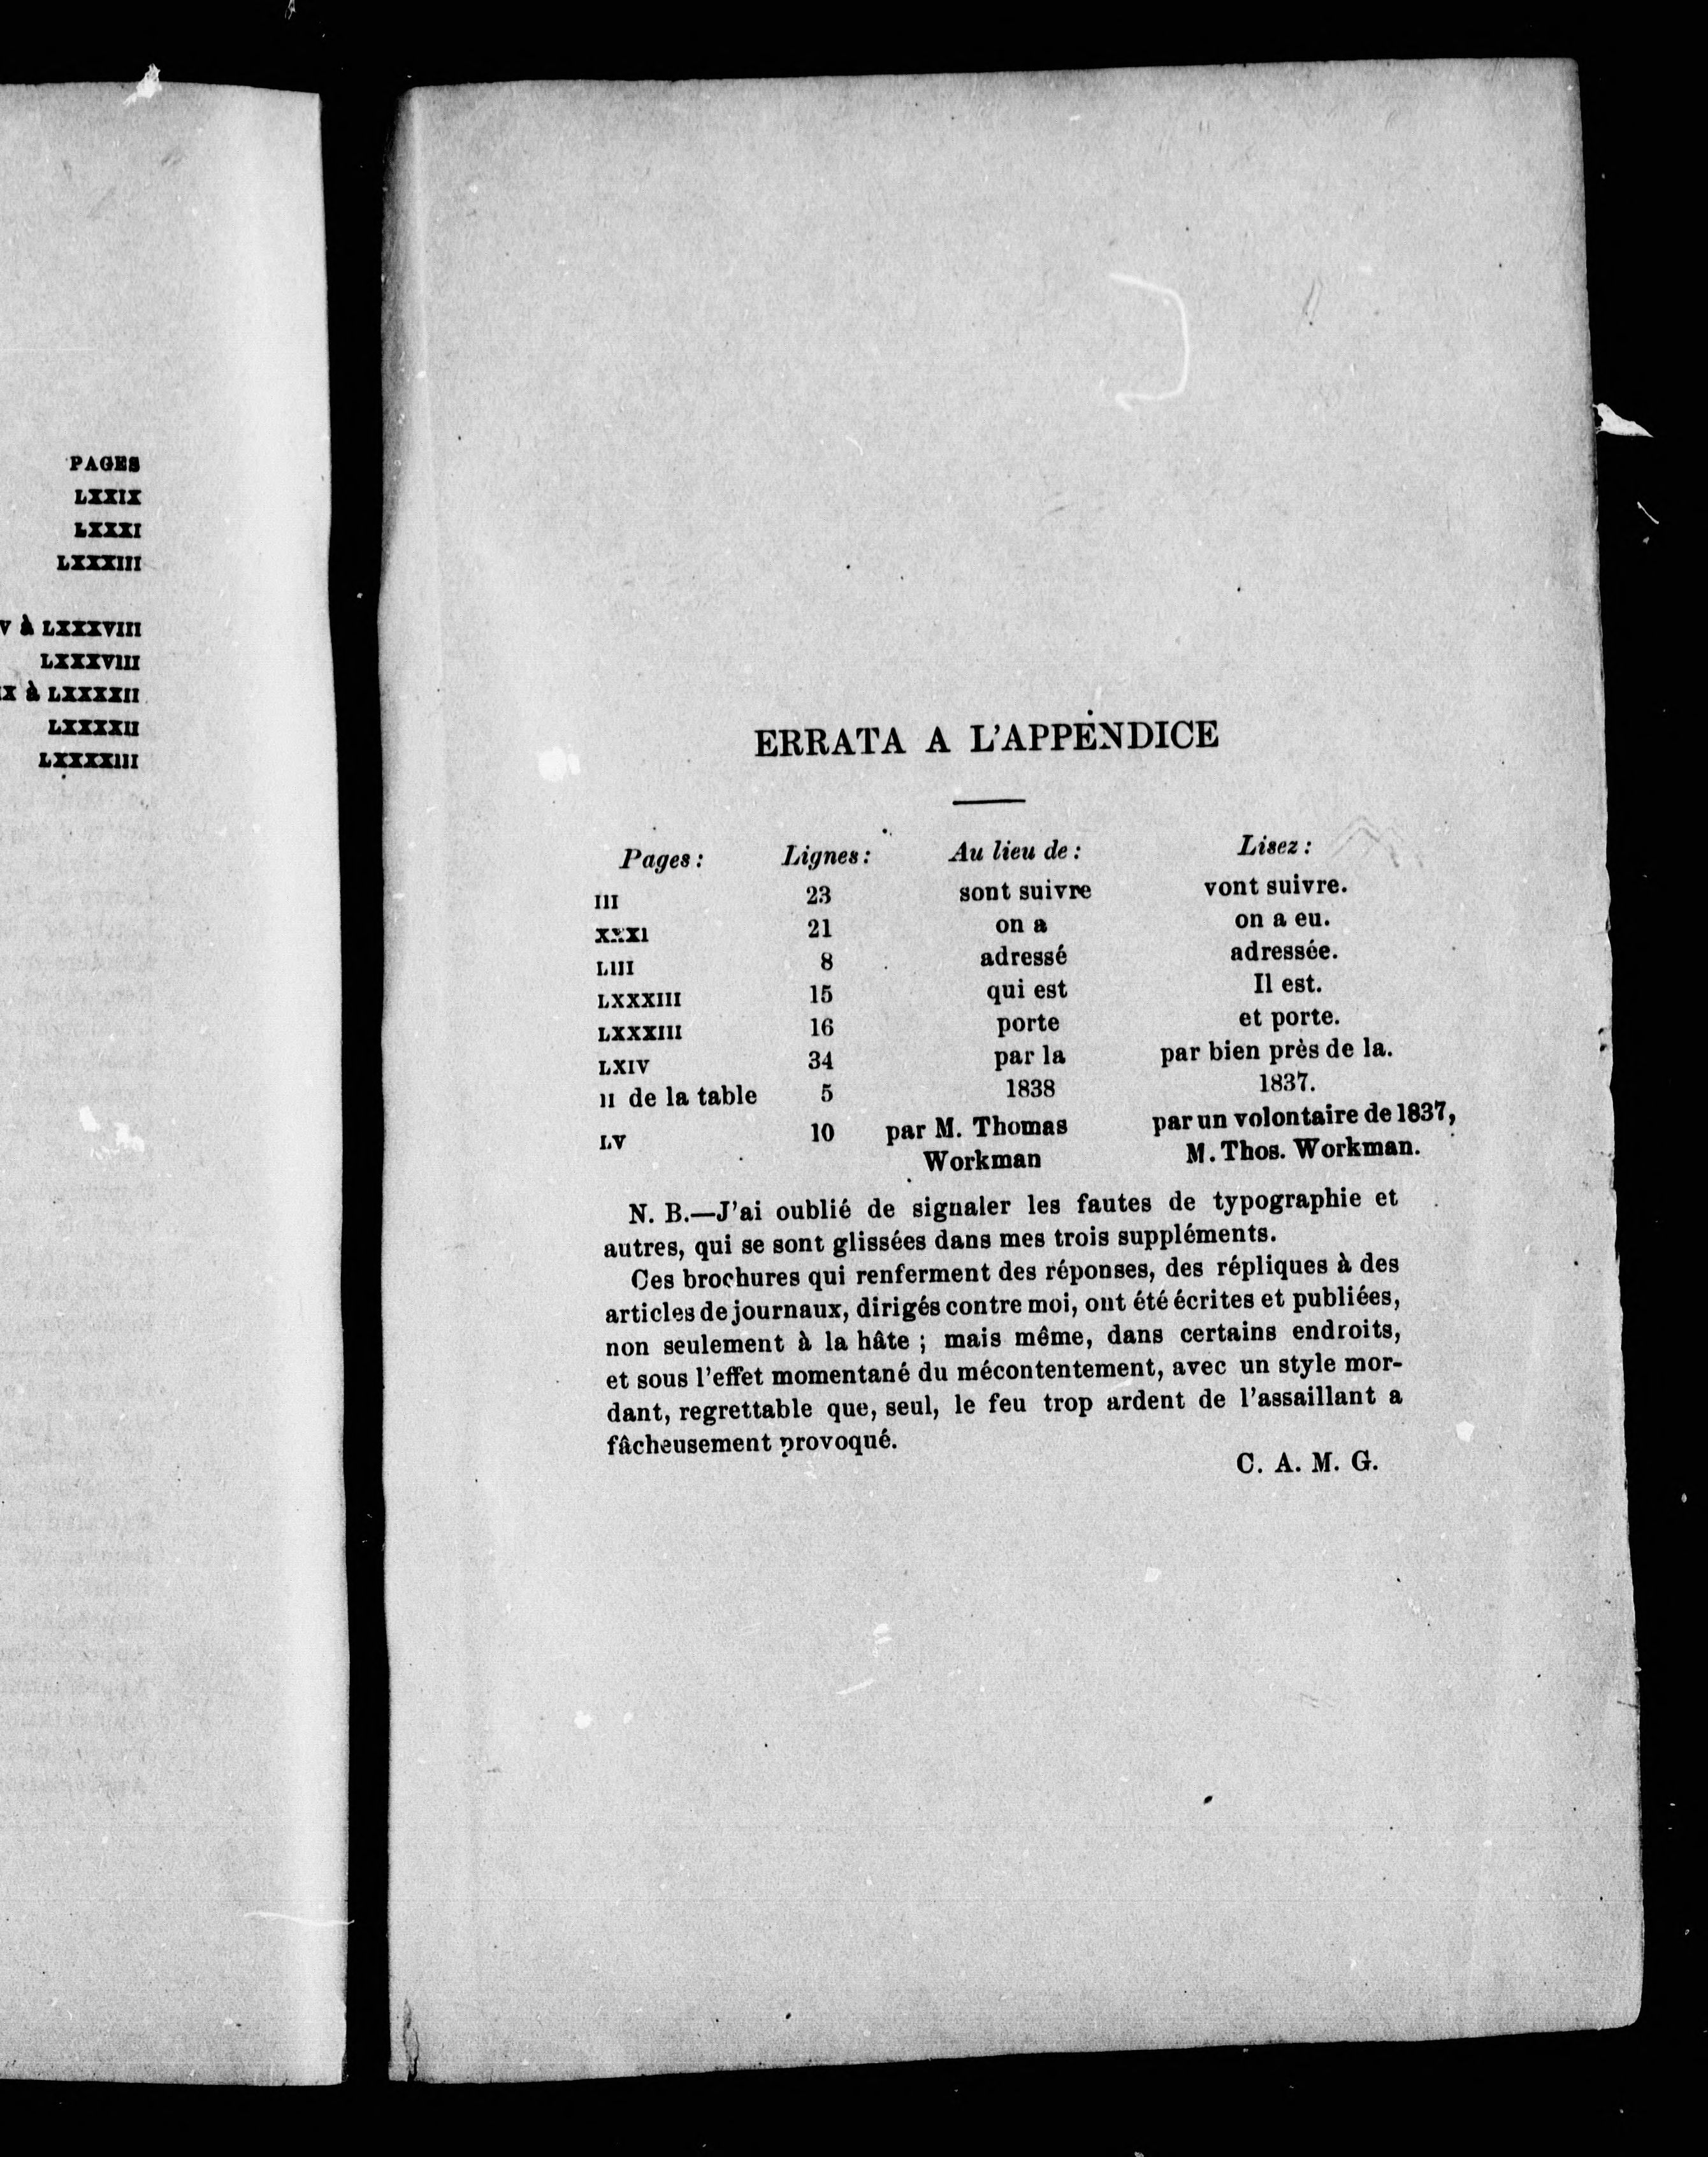 PAGES
LXXIX
LXXXI
LXXXIII
V à LXXXVIII
LXXXVIII
IX à LXXXXII
LXXXXII
LXXXXIII
ERRATA A L'APPENDICE
Pages: Lignes: Au lieu de: Lisez:
III 23 sont suivre vont suivre.
XXXI 21 on a on a eu.
LIII 8 adressé adressée.
LXXXIII 15 qui est Il est.
LXXXIII 16 porte et porte.
LXIV 34 par la par bien près de la.
II de la table 5 1838 1837.
LV 10 par M. Thomas par un volontaire de 1837,
Workman M. Thos. Workman.
N. B.—J'ai oublié de signaler les fautes de typographie et
autres, qui se sont glissées dans mes trois suppléments.
Ces brochures qui renferment des réponses, des répliques à des
articles de journaux, dirigés contre moi, ont été écrites et publiées,
non seulement à la hâte ; mais même, dans certains endroits,
et sous l'effet momentané du mécontentement, avec un style mor-
dant, regrettable que, seul, le feu trop ardent de l'assaillant a
fâcheusement provoqué.
C. A. M. G.